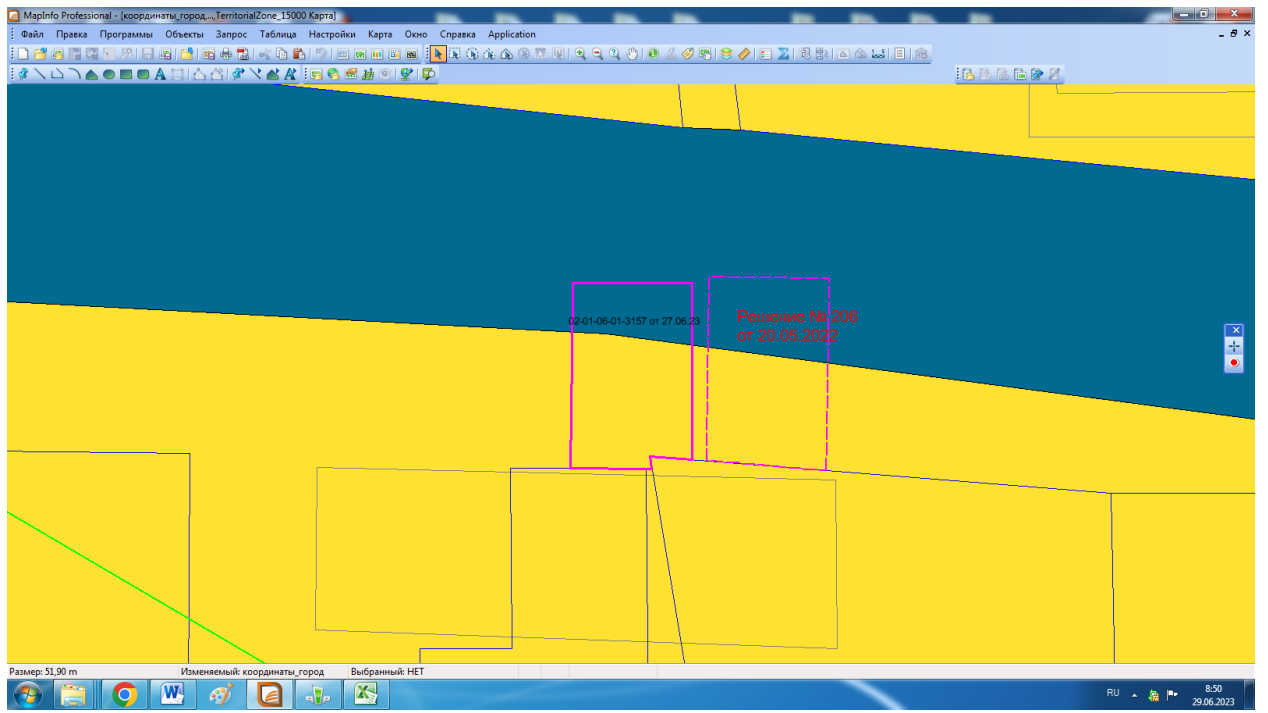 MapInfo Professional - [координаты_город,...,TerritorialZone_15000 Карта]
Файл Правка Программы Объекты Запрос Таблица Настройки Карта Окно Справка Application
02-01-06-01-3157 от 27.06.23
Решение № 206
от 20.05.2022
Размер: 51,90 m Изменяемый: координаты_город Выбранный: НЕТ
RU
8:50
29.06.2023